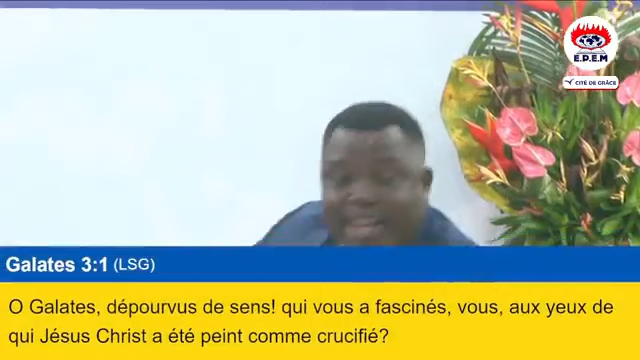 E.P.E.M
CITÉ DE GRÂCE
Galates 3:1 (LSG)
O Galates, dépourvus de sens! qui vous a fascinés, vous, aux yeux de
qui Jésus Christ a été peint comme crucifié?